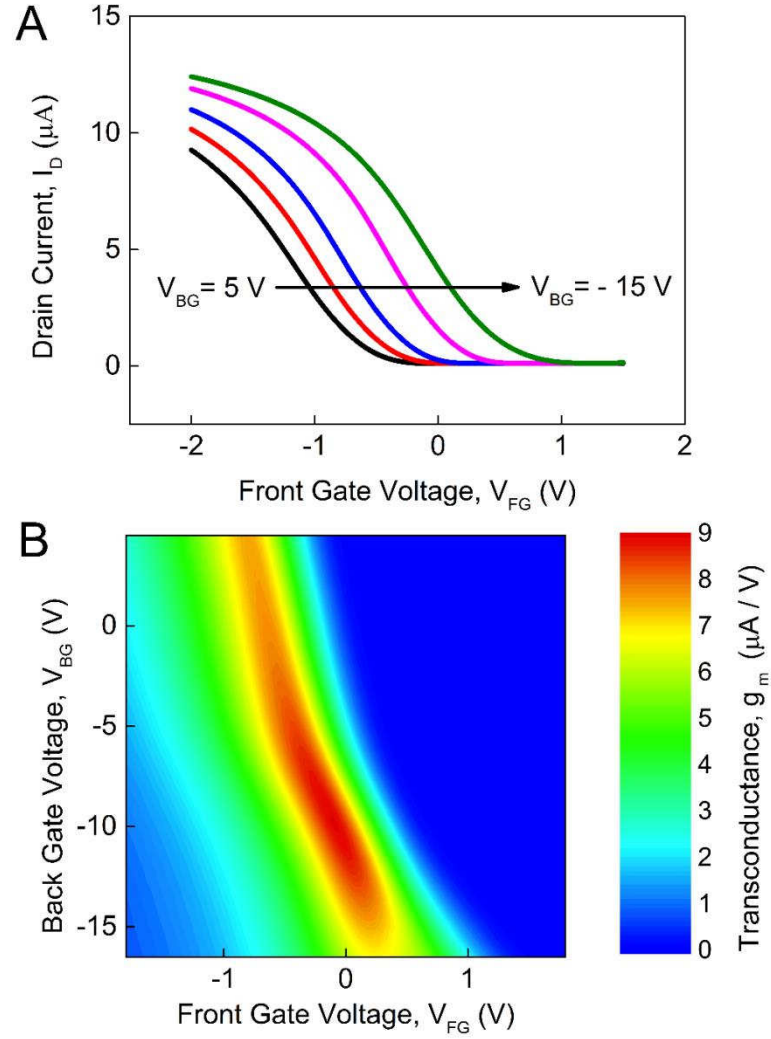 A
15
10
5
0
Drain Current, I_D (μA)
V_BG= 5 V
V_BG= - 15 V
-2
-1
0
1
2
Front Gate Voltage, V_FG (V)
B
0
-5
-10
-15
Back Gate Voltage, V_BG (V)
-1
0
1
Front Gate Voltage, V_FG (V)
9
8
7
6
5
4
3
2
1
0
Transconductance, g_m (μA / V)